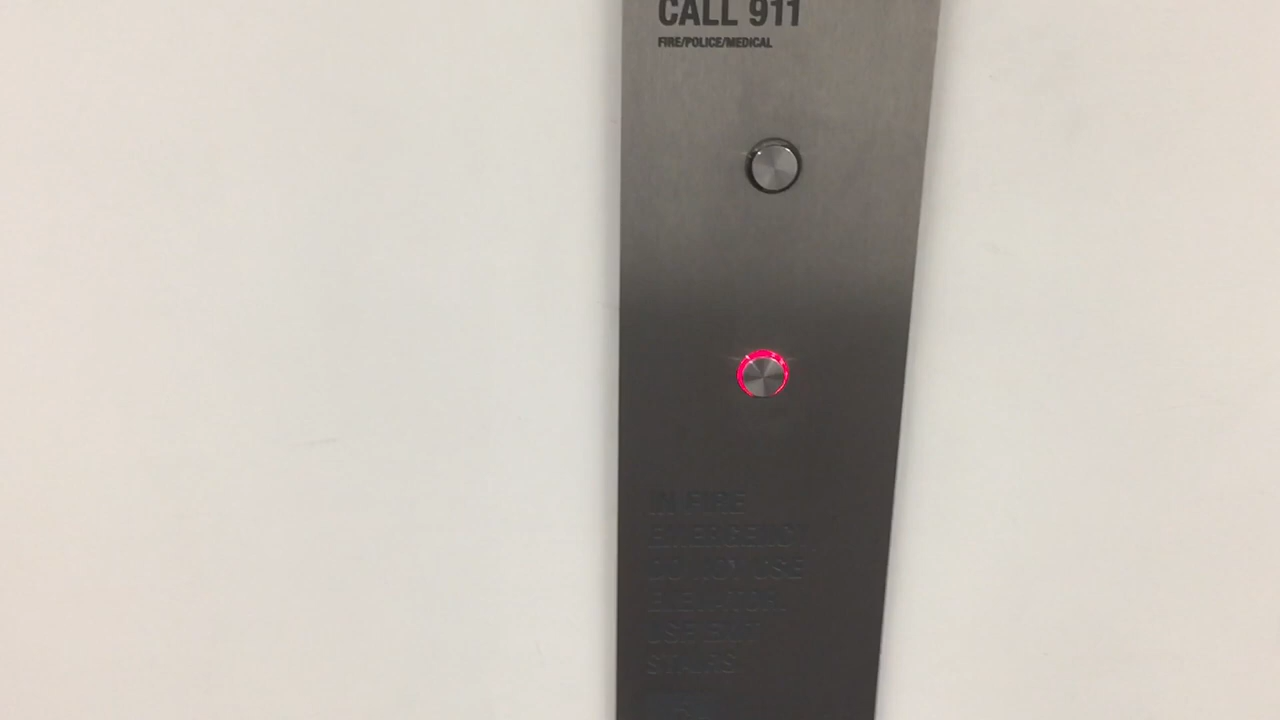 CALL 911
FIRE/POLICE/MEDICAL
IN FIRE
EMERGENCY,
DO NOT USE
ELEVATOR.
USE EXIT
STAIRS.